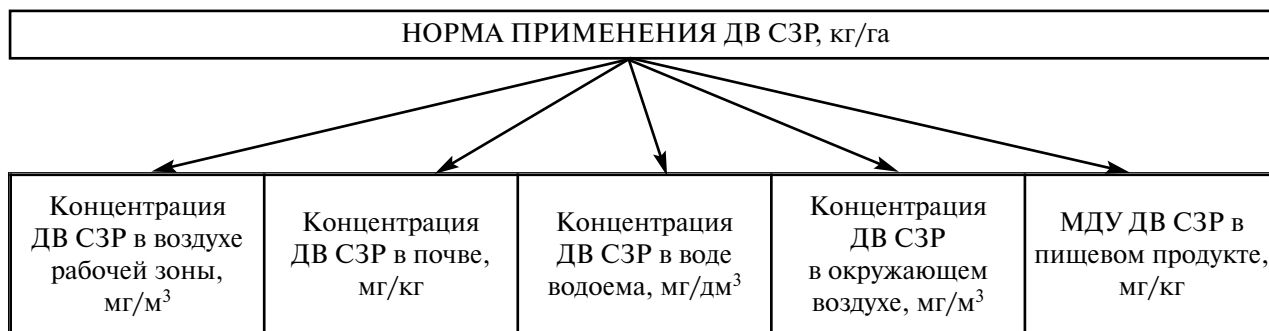 НОРМА ПРИМЕНЕНИЯ ДВ СЗР, кг/га
Концентрация
ДВ СЗР в воздухе
рабочей зоны,
мг/м³
Концентрация
ДВ СЗР в почве,
мг/кг
Концентрация
ДВ СЗР в воде
водоема, мг/дм³
Концентрация
ДВ СЗР
в окружающем
воздухе, мг/м³
МДУ ДВ СЗР в
пищевом продукте,
мг/кг